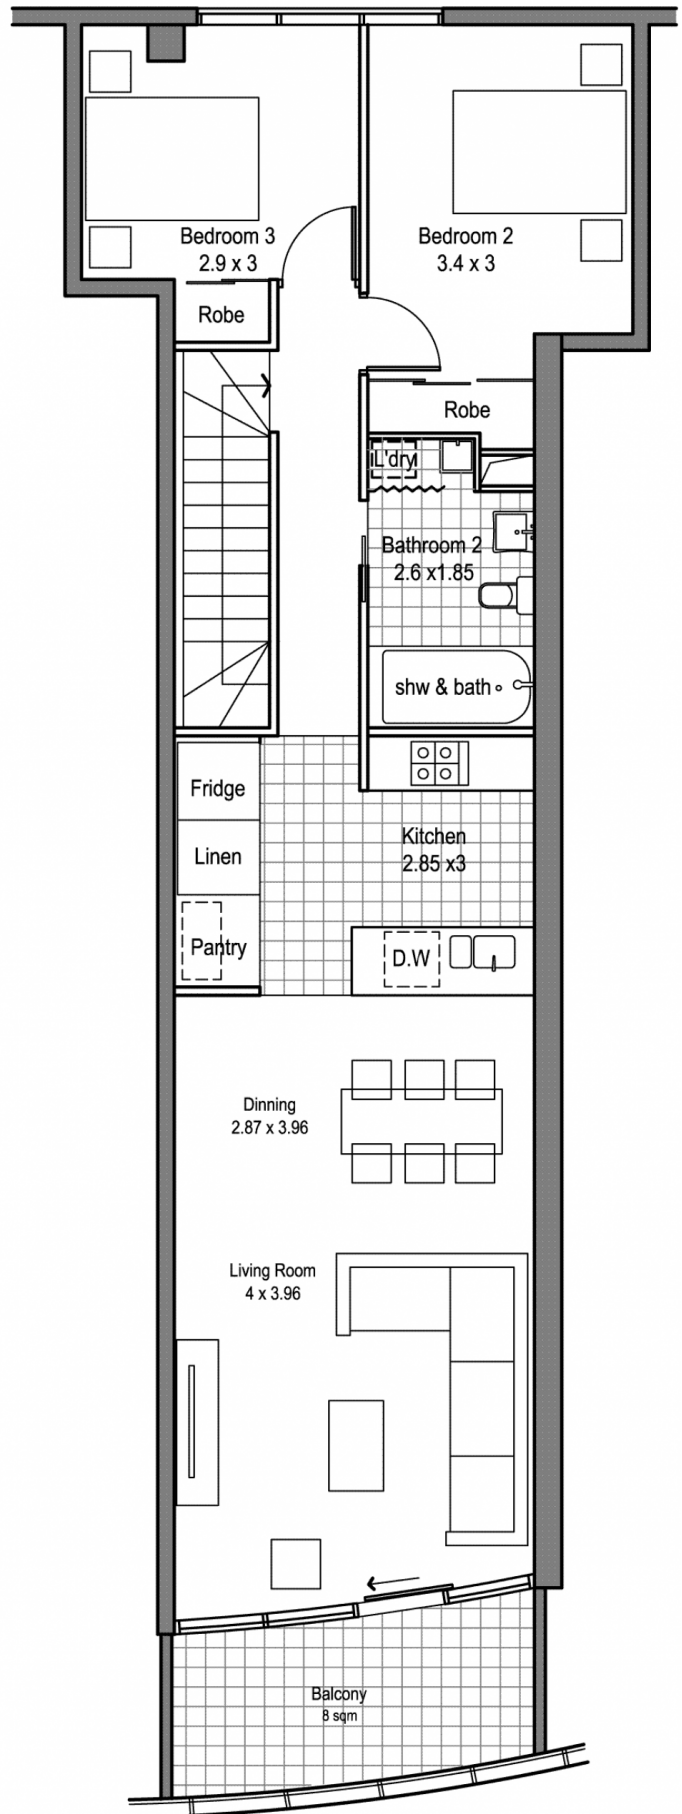 Bedroom 3
2.9 x 3
Bedroom 2
3.4 x 3
Robe
Robe
L'dry
Bathroom 2
2.6 x1.85
shw & bath
Fridge
Linen
Pantry
Kitchen
2.85 x3
D.W
Dinning
2.87 x 3.96
Living Room
4 x 3.96
Balcony
8 sqm